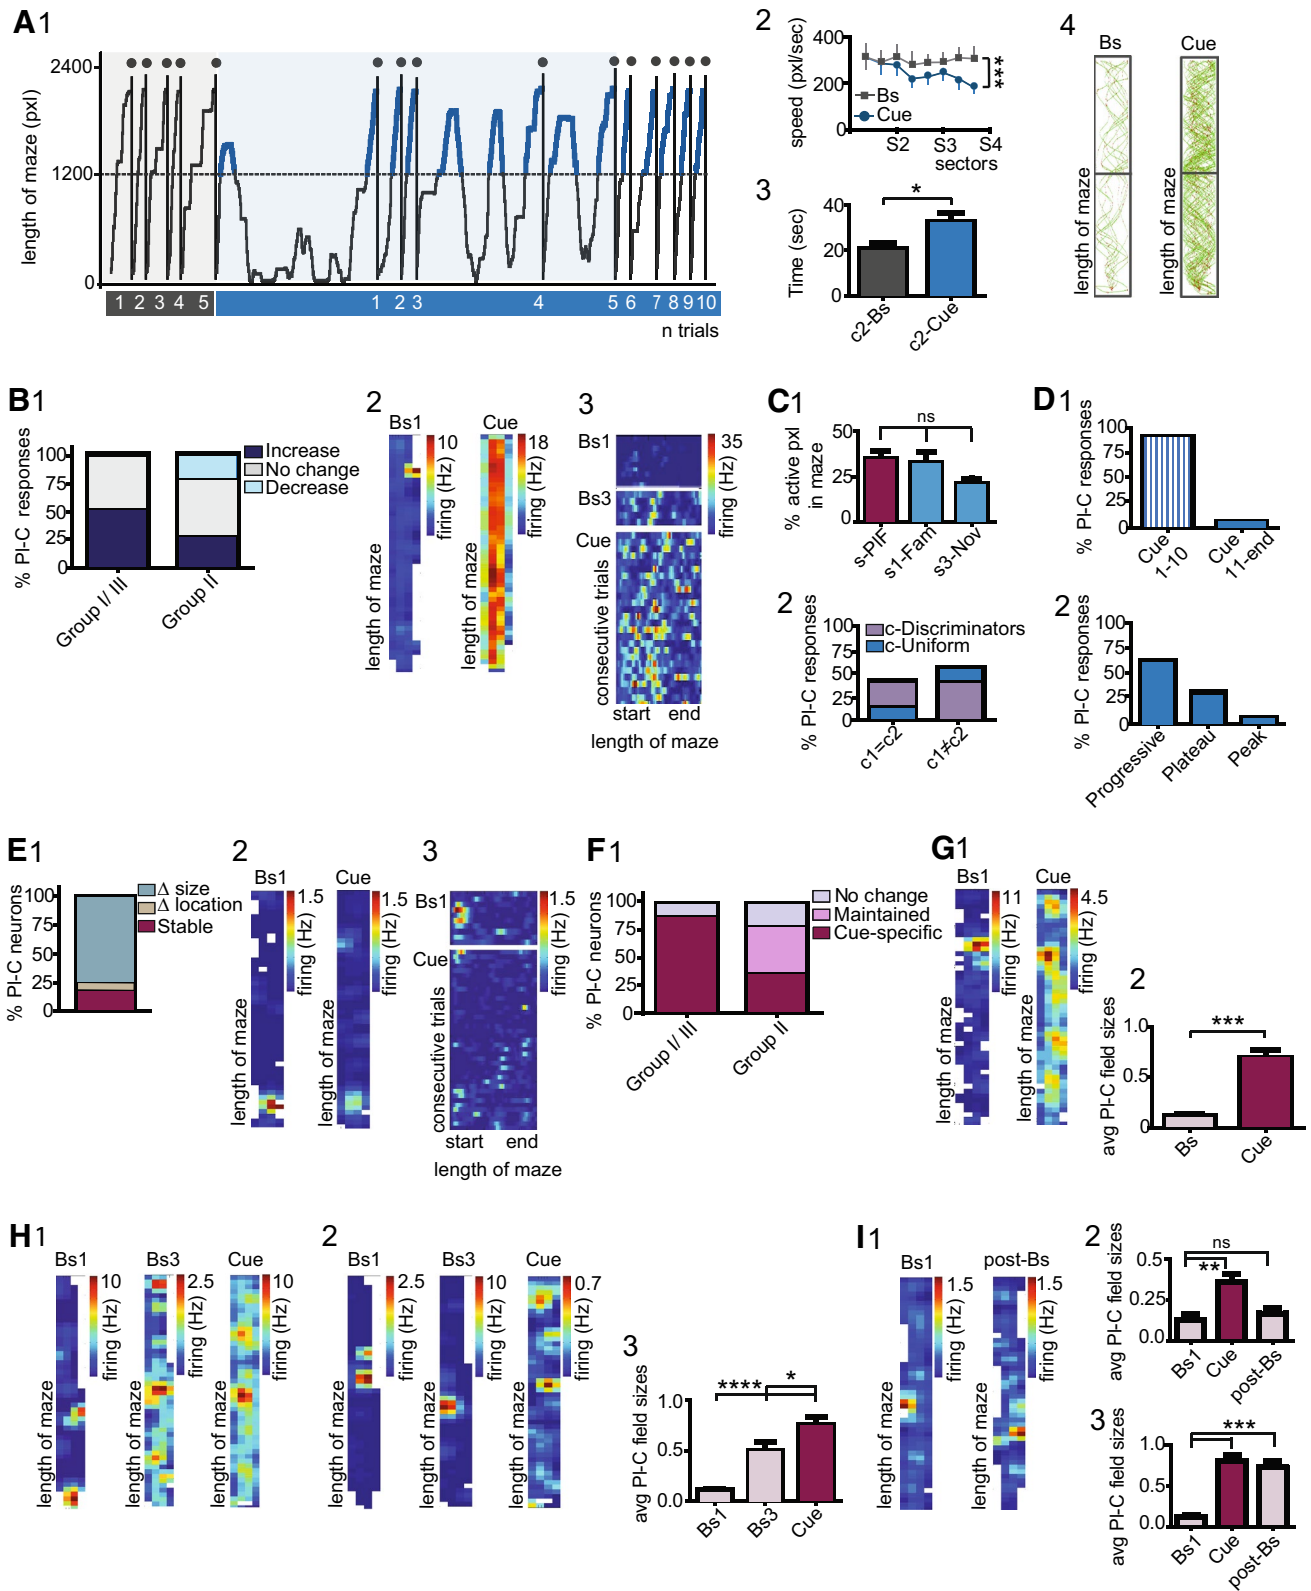 A1
length of maze (pxl)
2400
1200
0
1 2 3 4 5 1 2 3 4 5 6 7 8 9 10
n trials
2
speed (pxl/sec)
400
200
0
***
Bs
Cue
S2 S3 S4
sectors
3
Time (sec)
40
20
0
*
c2-Bs
c2-Cue
4
Bs Cue
length of maze
length of maze
B1
% PI-C responses
100
75
50
25
0
Increase
No change
Decrease
Group I/ III
Group II
2
Bs1 Cue
10
18
firing (Hz)
firing (Hz)
length of maze
length of maze
3
Bs1
Bs3
Cue
35
firing (Hz)
consecutive trials
start end
length of maze
C1
% active pxl
in maze
50
25
0
ns
s-PIF
s1-Fam
s3-Nov
2
% PI-C responses
100
75
50
25
0
c-Discriminators
c-Uniform
c1=c2
c1≠c2
D1
% PI-C responses
100
75
50
25
0
Cue
1-10
Cue
11-end
2
% PI-C responses
100
75
50
25
0
Progressive
Plateau
Peak
E1
% PI-C neurons
100
75
50
25
0
Δ size
Δ location
Stable
2
Bs1 Cue
1.5
1.5
firing (Hz)
firing (Hz)
length of maze
length of maze
3
Bs1
Cue
1.5
firing (Hz)
consecutive trials
start end
length of maze
F1
% PI-C neurons
100
75
50
25
0
No change
Maintained
Cue-specific
Group I/ III
Group II
G1
Bs1 Cue
11
4.5
firing (Hz)
firing (Hz)
length of maze
length of maze
2
avg PI-C field sizes
1.0
0.5
0
***
Bs
Cue
H1
Bs1 Bs3 Cue
10
2.5
10
firing (Hz)
firing (Hz)
firing (Hz)
length of maze
length of maze
length of maze
2
Bs1 Bs3 Cue
2.5
10
0.7
firing (Hz)
firing (Hz)
firing (Hz)
length of maze
length of maze
length of maze
3
avg PI-C field sizes
1.0
0.5
0.0
**** *
Bs1
Bs3
Cue
I1
Bs1 post-Bs
1.5
1.5
firing (Hz)
firing (Hz)
length of maze
length of maze
2
avg PI-C field sizes
0.5
0.25
0.0
ns
**
Bs1
Cue
post-Bs
3
avg PI-C field sizes
1.0
0.5
0.0
***
Bs1
Cue
post-Bs